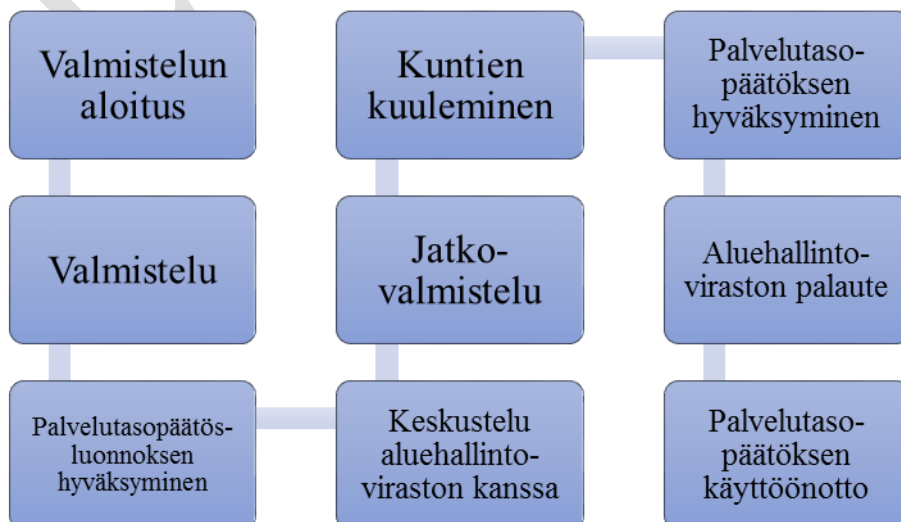 Valmistelun
aloitus
Valmistelu
Palvelutasopäätös-
luonnoksen
hyväksyminen
Keskustelu
aluehallinto-
viraston kanssa
Jatko-
valmistelu
Kuntien
kuuleminen
Palvelutaso-
päätöksen
hyväksyminen
Aluehallinto-
viraston palaute
Palvelutaso-
päätöksen
käyttöönotto